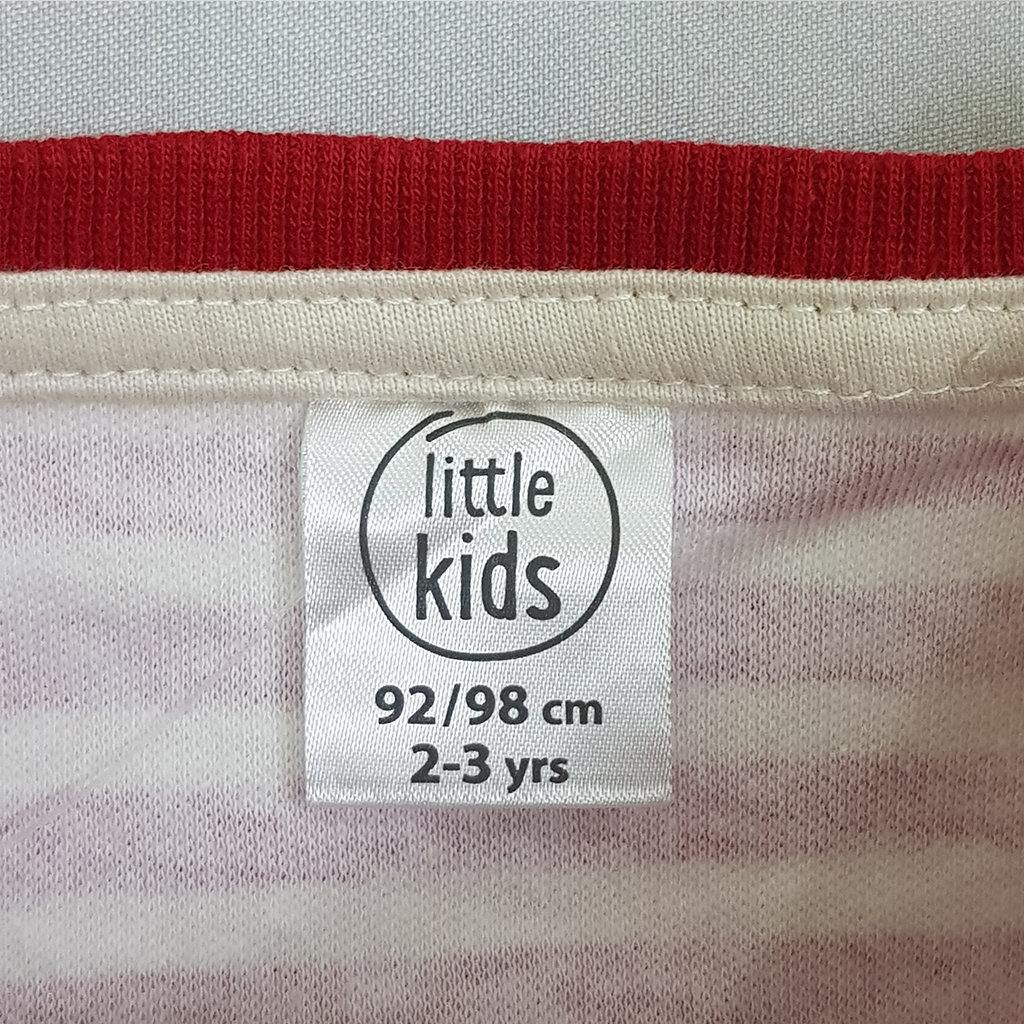 little
kids
92/98 cm
2-3 yrs